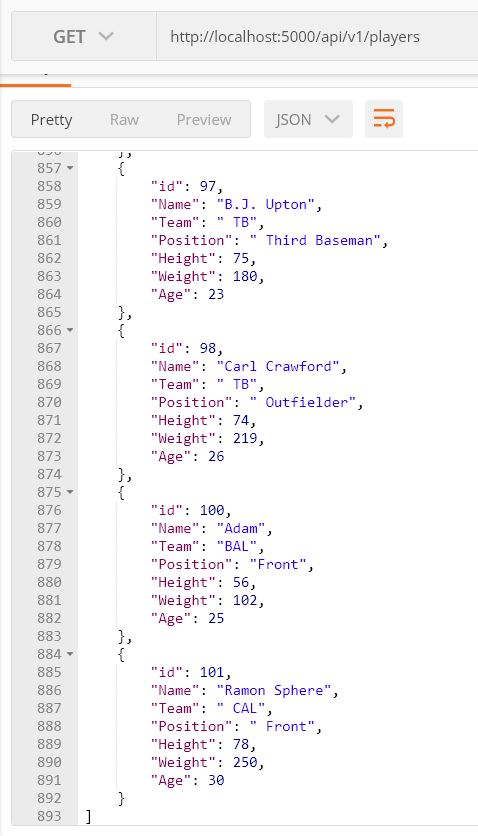 GET
http://localhost:5000/api/v1/players
Pretty Raw Preview JSON
856 },
857 {
858 "id": 97,
859 "Name": "B.J. Upton",
860 "Team": " TB",
861 "Position": " Third Baseman",
862 "Height": 75,
863 "Weight": 180,
864 "Age": 23
865 },
866 {
867 "id": 98,
868 "Name": "Carl Crawford",
869 "Team": " TB",
870 "Position": " Outfielder",
871 "Height": 74,
872 "Weight": 219,
873 "Age": 26
874 },
875 {
876 "id": 100,
877 "Name": "Adam",
878 "Team": "BAL",
879 "Position": "Front",
880 "Height": 56,
881 "Weight": 102,
882 "Age": 25
883 },
884 {
885 "id": 101,
886 "Name": "Ramon Sphere",
887 "Team": " CAL",
888 "Position": " Front",
889 "Height": 78,
890 "Weight": 250,
891 "Age": 30
892 }
893 ]